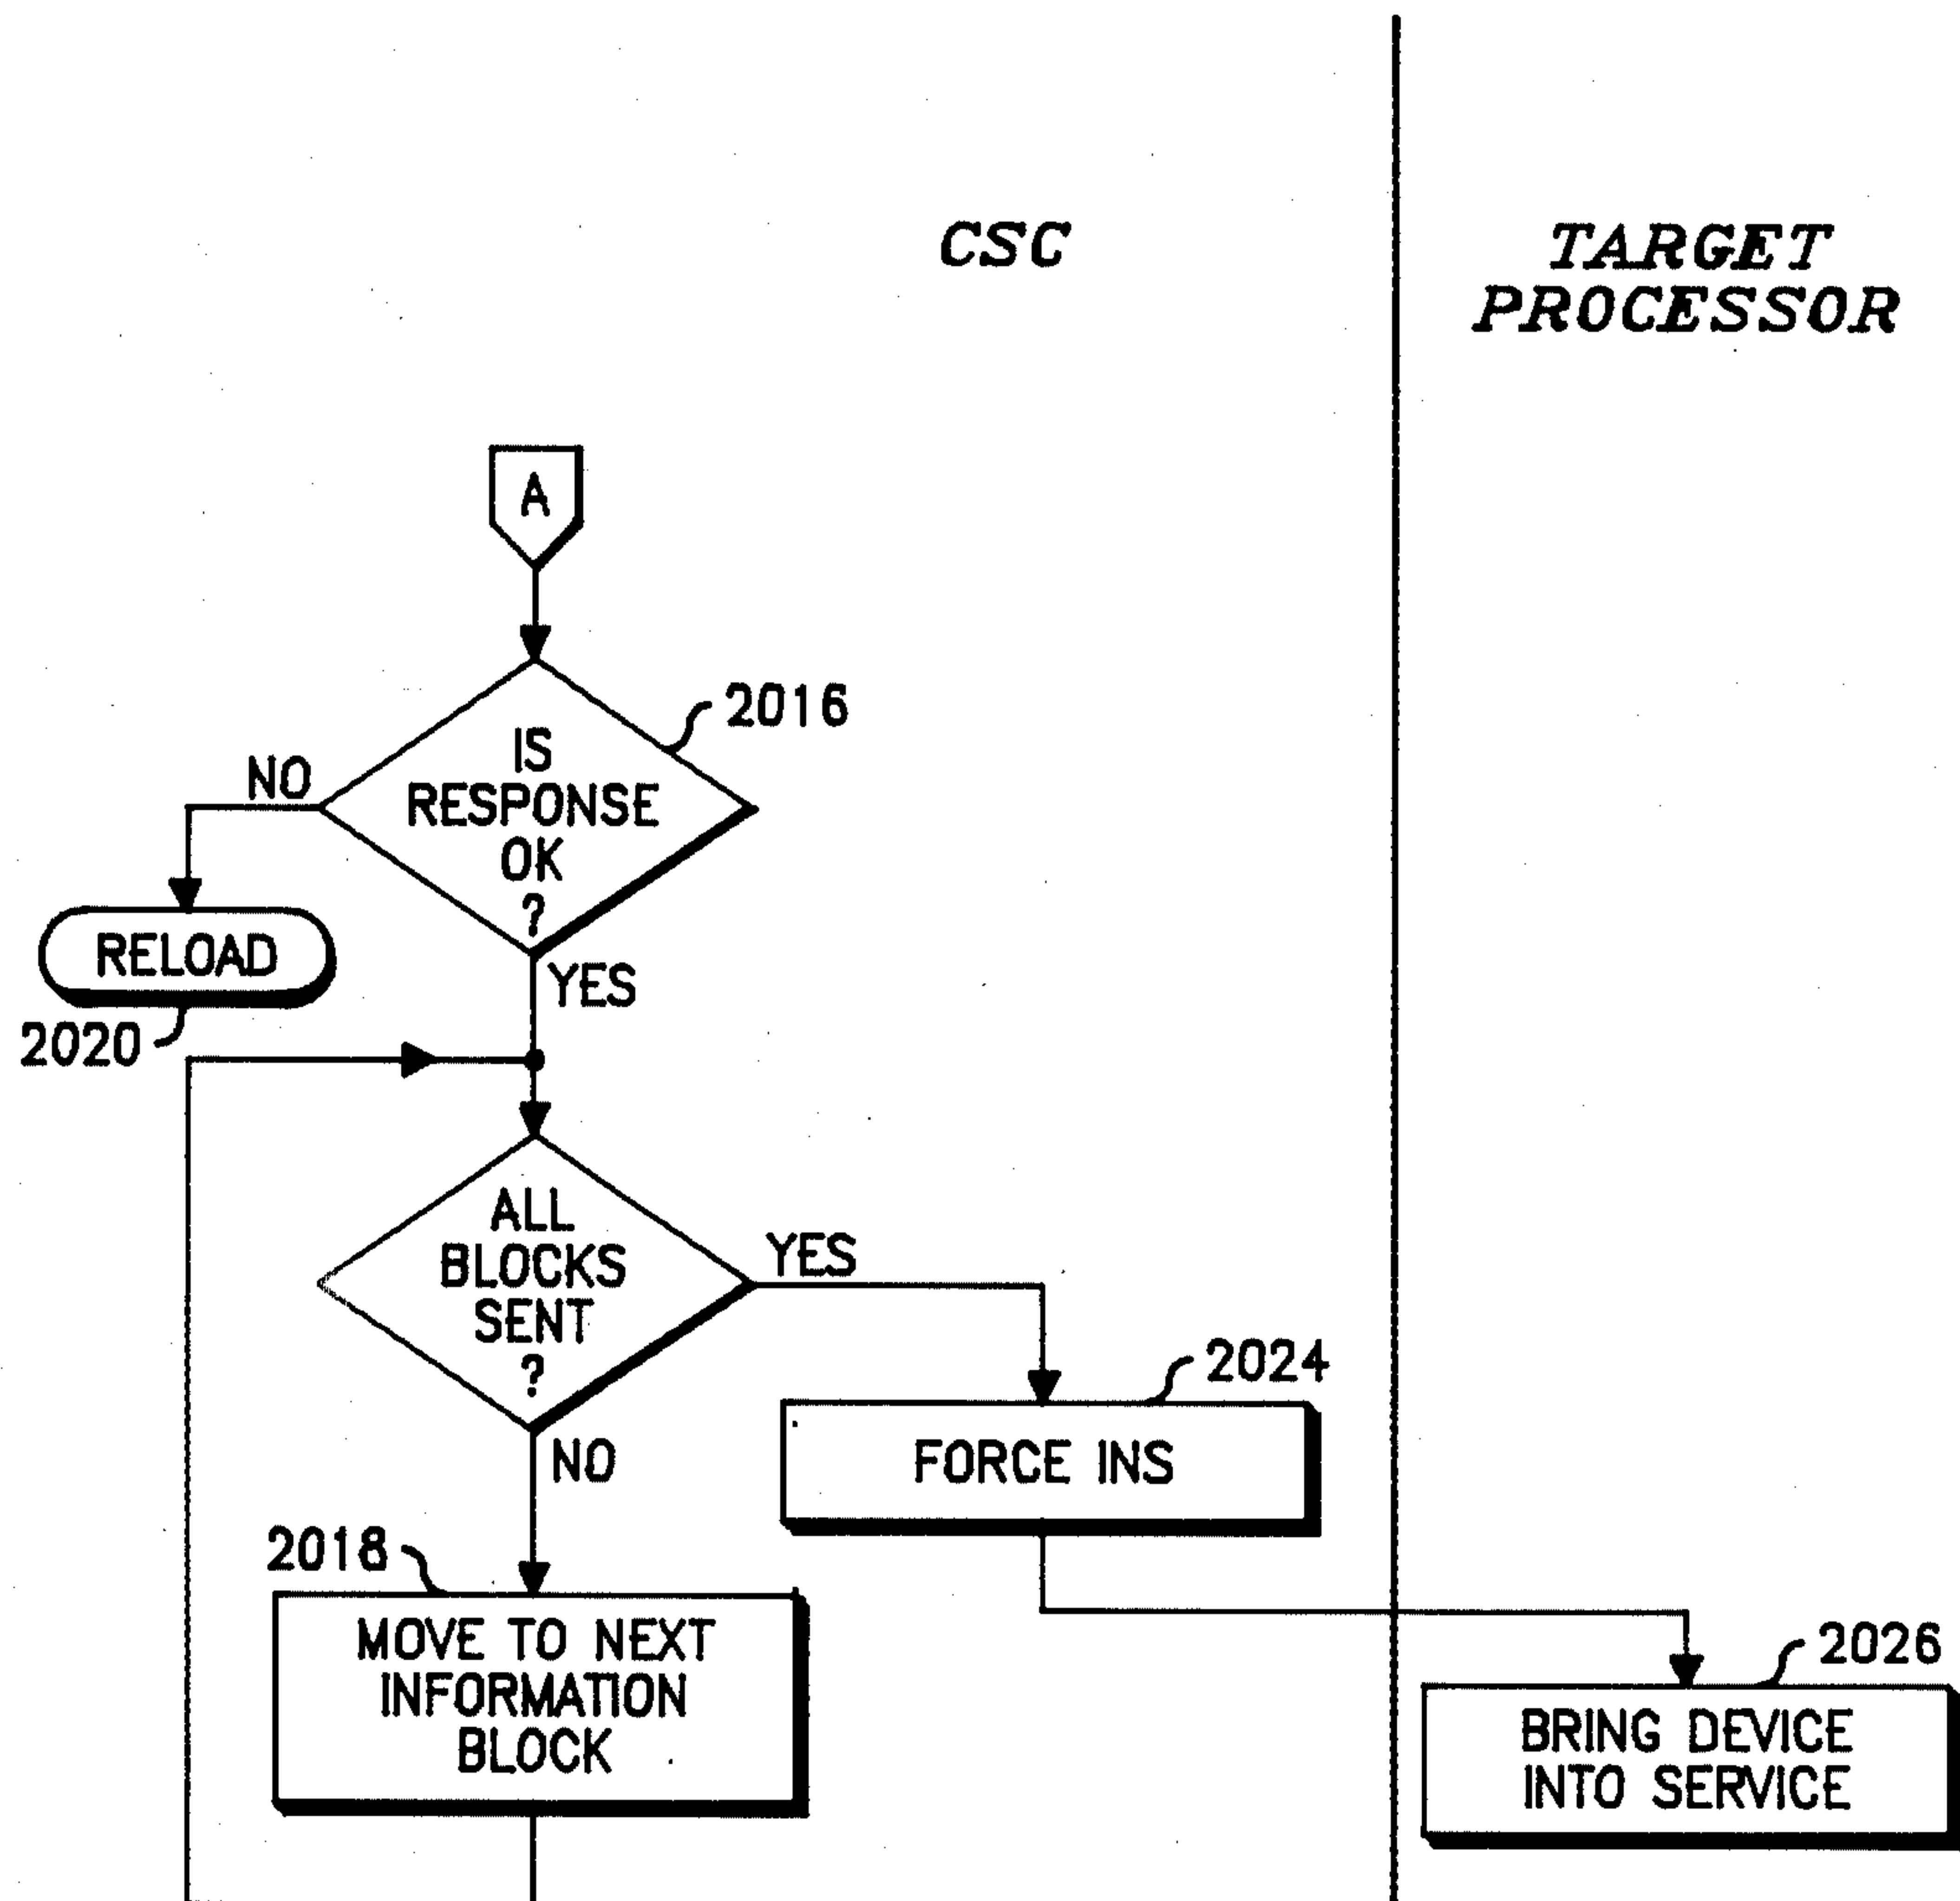 CSC
TARGET
PROCESSOR
A
2016
IS
RESPONSE
OK
?
NO
YES
RELOAD
2020
ALL
BLOCKS
SENT
?
YES
NO
2024
FORCE INS
2018
MOVE TO NEXT
INFORMATION
BLOCK
2026
BRING DEVICE
INTO SERVICE